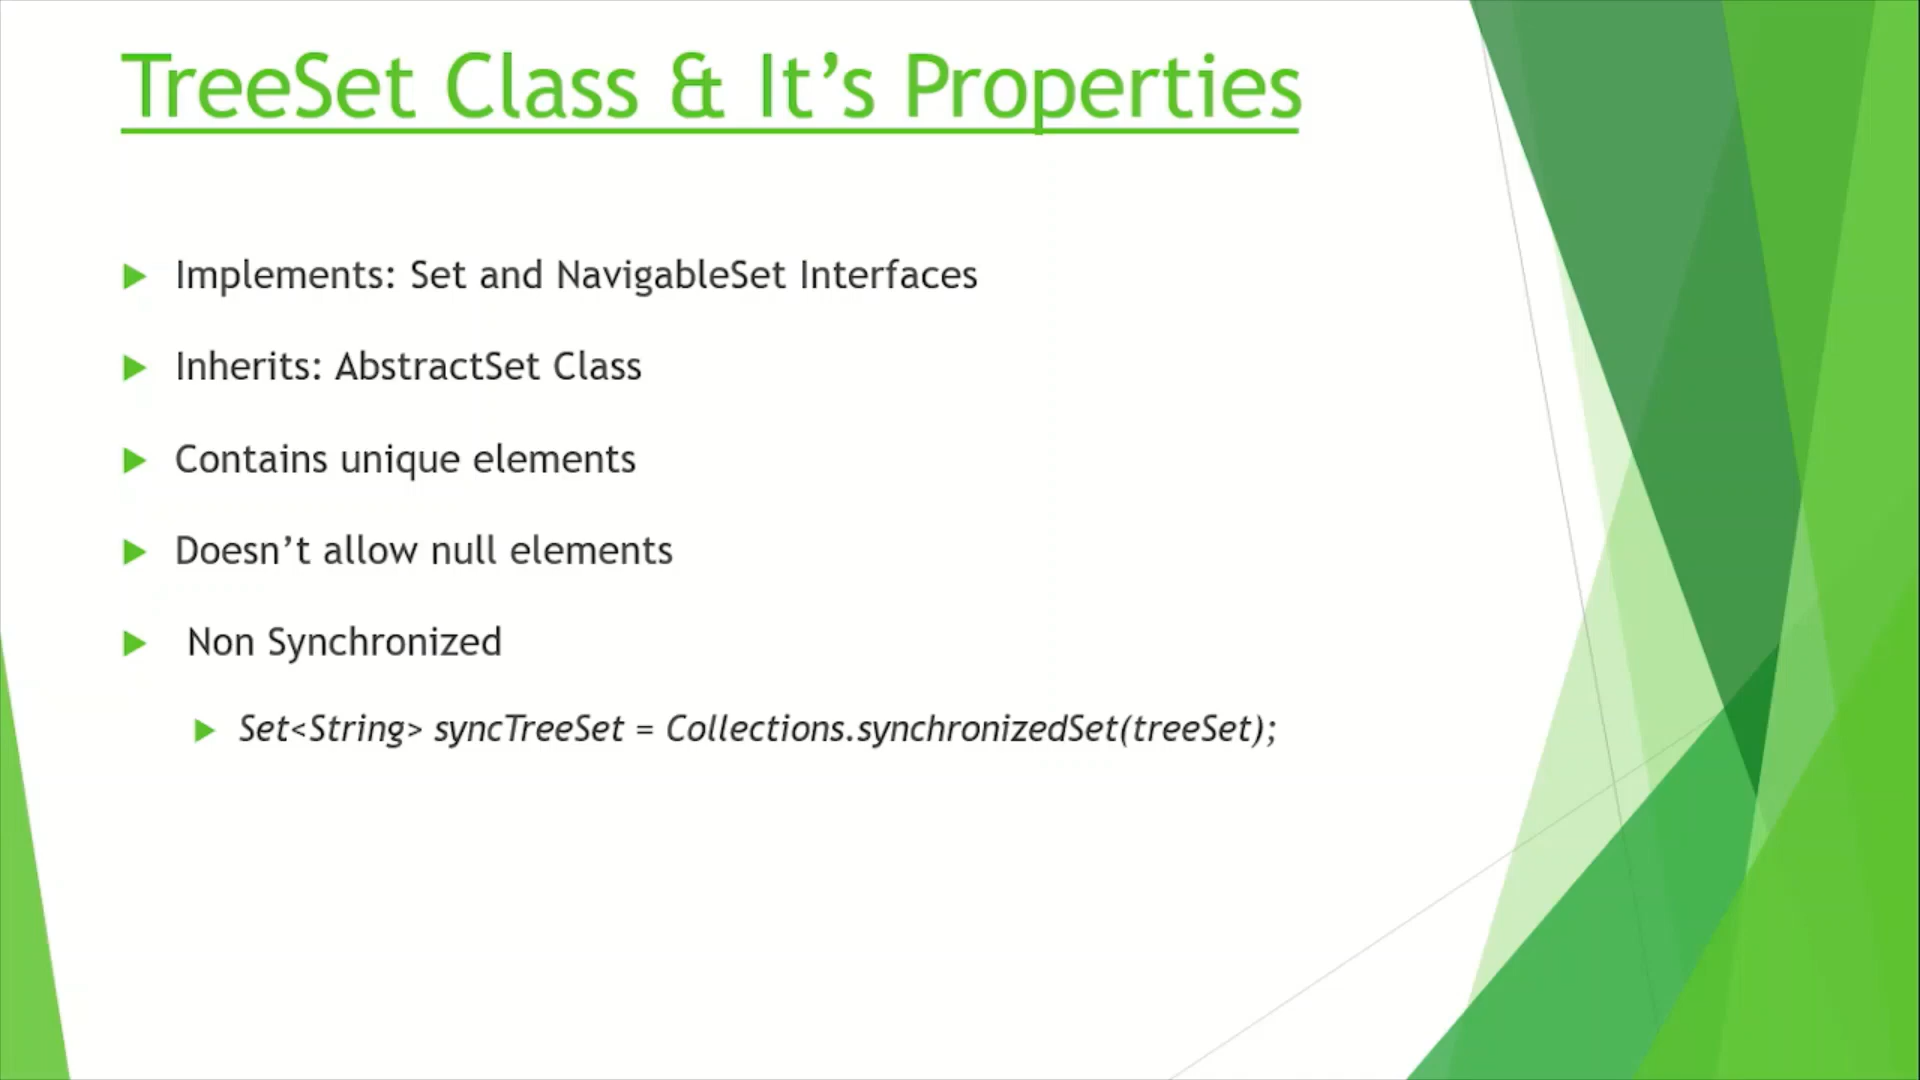 TreeSet Class & It’s Properties
Implements: Set and NavigableSet Interfaces
Inherits: AbstractSet Class
Contains unique elements
Doesn’t allow null elements
Non Synchronized
Set<String> syncTreeSet = Collections.synchronizedSet(treeSet);